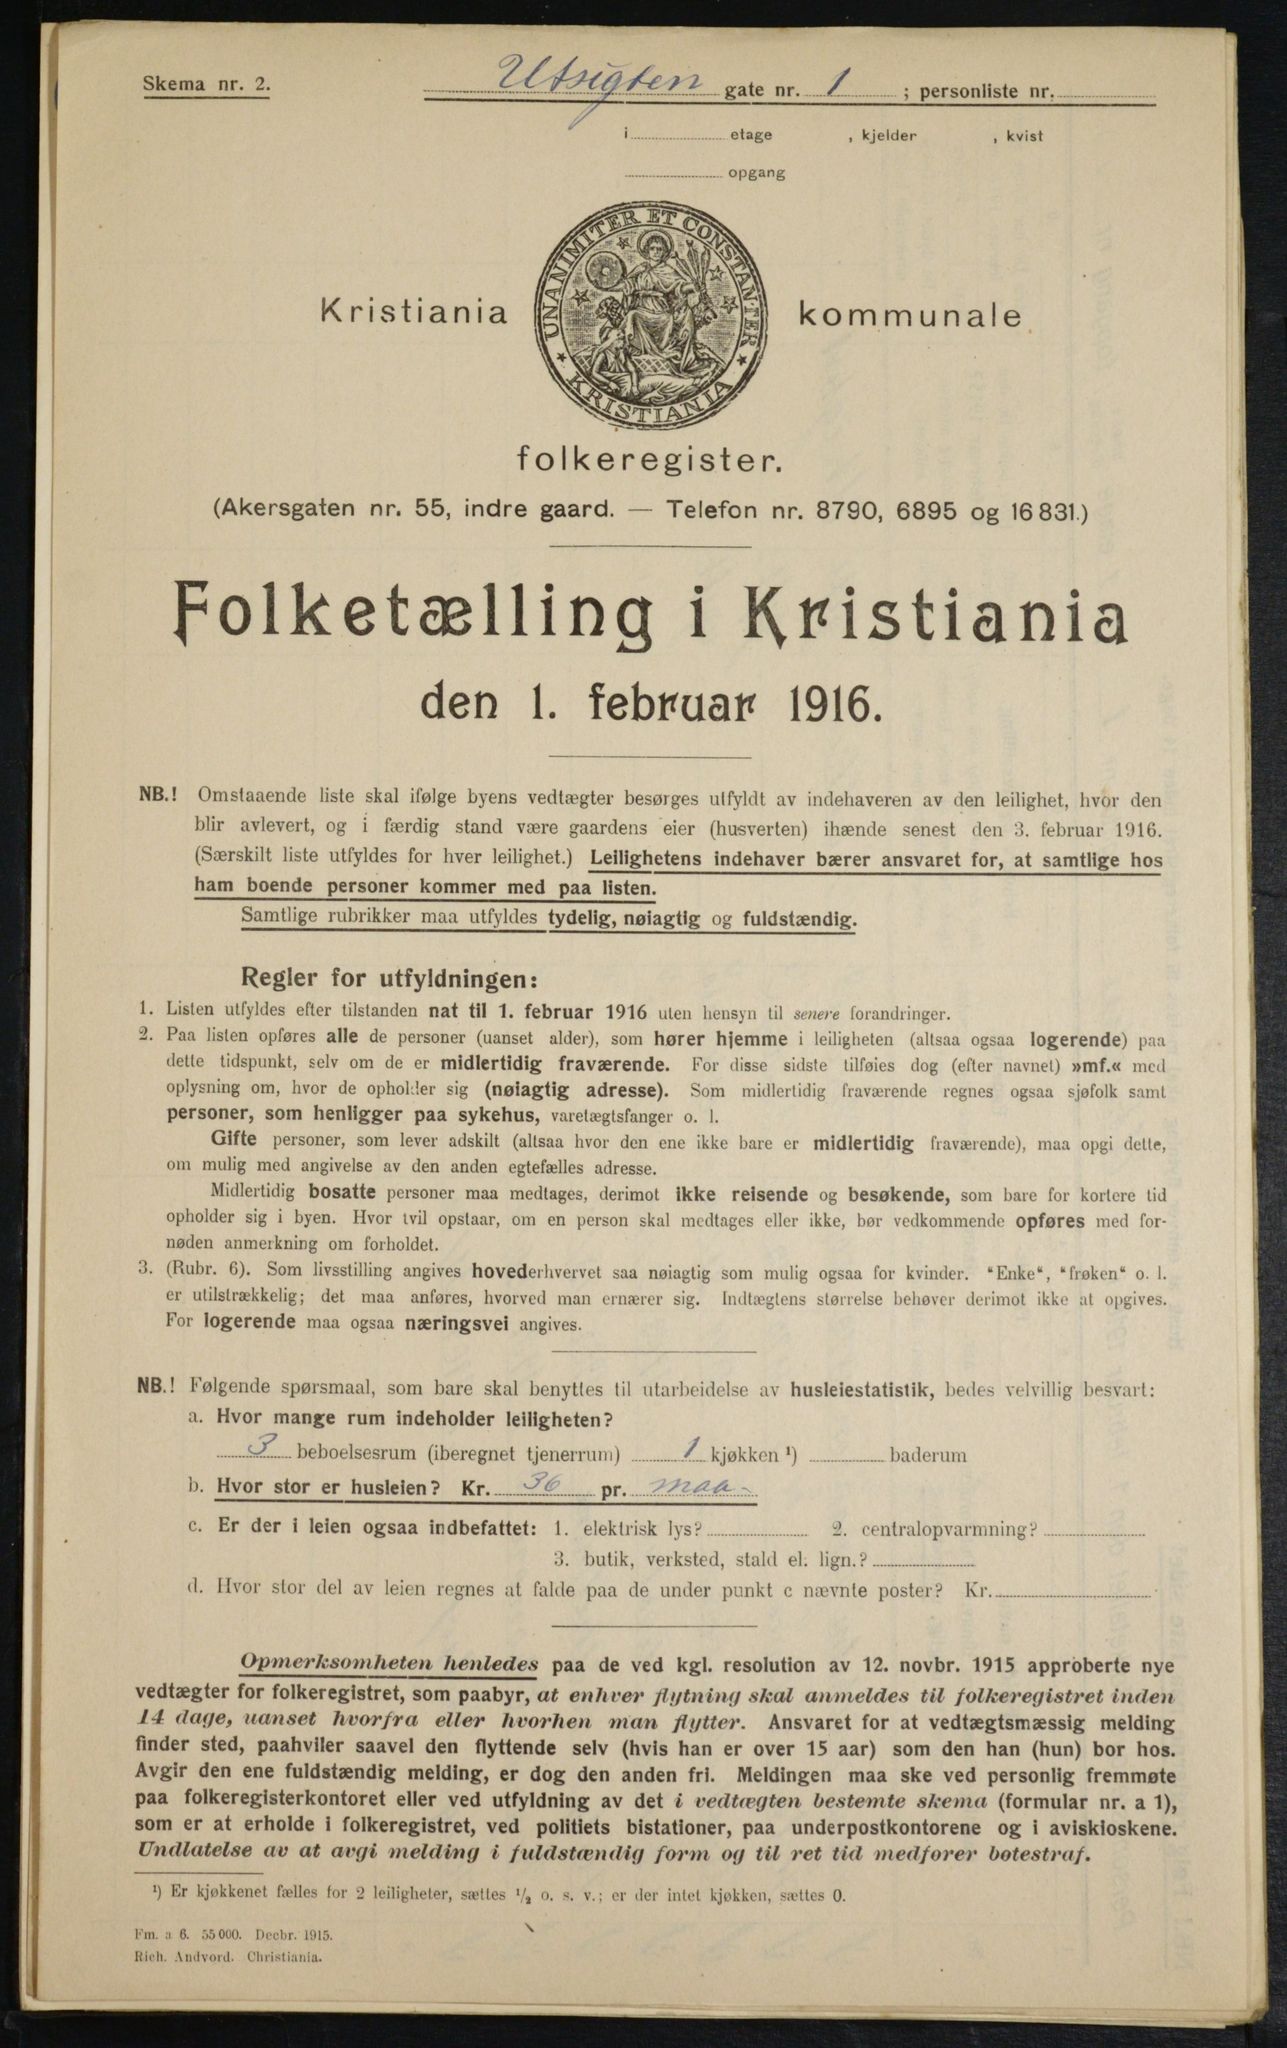 Skema nr. 2.
Utsigten gate nr. 1 ; personliste nr.
i etage , kjelder , kvist
opgang
UNANIMITER ET CONSTANTER
★ KRISTIANIA ★
Kristiania kommunale
folkeregister.
(Akersgaten nr. 55, indre gaard. — Telefon nr. 8790, 6895 og 16 831.)
Folketælling i Kristiania
den 1. februar 1916.
NB.! Omstaaende liste skal ifølge byens vedtægter besørges utfyldt av indehaveren av den leilighet, hvor den
blir avlevert, og i færdig stand være gaardens eier (husverten) ihænde senest den 3. februar 1916.
(Særskilt liste utfyldes for hver leilighet.) Leilighetens indehaver bærer ansvaret for, at samtlige hos
ham boende personer kommer med paa listen.
Samtlige rubrikker maa utfyldes tydelig, nøiagtig og fuldstændig.
Regler for utfyldningen:
1. Listen utfyldes efter tilstanden nat til 1. februar 1916 uten hensyn til senere forandringer.
2. Paa listen opføres alle de personer (uanset alder), som hører hjemme i leiligheten (altsaa ogsaa logerende) paa
dette tidspunkt, selv om de er midlertidig fraværende. For disse sidste tilføies dog (efter navnet) »mf.« med
oplysning om, hvor de opholder sig (nøiagtig adresse). Som midlertidig fraværende regnes ogsaa sjøfolk samt
personer, som henligger paa sykehus, varetægtsfanger o. l.
Gifte personer, som lever adskilt (altsaa hvor den ene ikke bare er midlertidig fraværende), maa opgi dette,
om mulig med angivelse av den anden egtefælles adresse.
Midlertidig bosatte personer maa medtages, derimot ikke reisende og besøkende, som bare for kortere tid
opholder sig i byen. Hvor tvil opstaar, om en person skal medtages eller ikke, bør vedkommende opføres med for-
nøden anmerkning om forholdet.
3. (Rubr. 6). Som livsstilling angives hovederhvervet saa nøiagtig som mulig ogsaa for kvinder. “Enke“, “frøken“ o. l.
er utilstrækkelig; det maa anføres, hvorved man ernærer sig. Indtægtens størrelse behøver derimot ikke at opgives.
For logerende maa ogsaa næringsvei angives.
NB.! Følgende spørsmaal, som bare skal benyttes til utarbeidelse av husleiestatistik, bedes velvillig besvart:
a. Hvor mange rum indeholder leiligheten?
3 beboelsesrum (iberegnet tjenerrum) 1 kjøkken ¹) baderum
b. Hvor stor er husleien? Kr. 36 pr. maa-
c. Er der i leien ogsaa indbefattet: 1. elektrisk lys? 2. centralopvarmning?
3. butik, verksted, stald el. lign.?
d. Hvor stor del av leien regnes at falde paa de under punkt c nævnte poster? Kr.
Opmerksomheten henledes paa de ved kgl. resolution av 12. novbr. 1915 approberte nye
vedtægter for folkeregistret, som paabyr, at enhver flytning skal anmeldes til folkeregistret inden
14 dage, uanset hvorfra eller hvorhen man flytter. Ansvaret for at vedtægtsmæssig melding
finder sted, paahviler saavel den flyttende selv (hvis han er over 15 aar) som den han (hun) bor hos.
Avgir den ene fuldstændig melding, er dog den anden fri. Meldingen maa ske ved personlig fremmøte
paa folkeregisterkontoret eller ved utfyldning av det i vedtægten bestemte skema (formular nr. a 1),
som er at erholde i folkeregistret, ved politiets bistationer, paa underpostkontorene og i aviskioskene.
Undlatelse av at avgi melding i fuldstændig form og til ret tid medfører bøtestraf.
¹) Er kjøkkenet fælles for 2 leiligheter, sættes ½ o. s. v.; er der intet kjøkken, sættes 0.
Fm. a 6. 55 000. Decbr. 1915.
Rich. Andvord. Christiania.